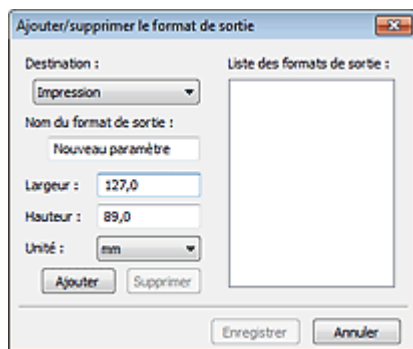 Ajouter/supprimer le format de sortie
Destination :
Impression
Nom du format de sortie :
Nouveau paramètre
Largeur :
127,0
Hauteur :
89,0
Unité :
mm
Ajouter
Supprimer
Liste des formats de sortie :
Enregistrer
Annuler